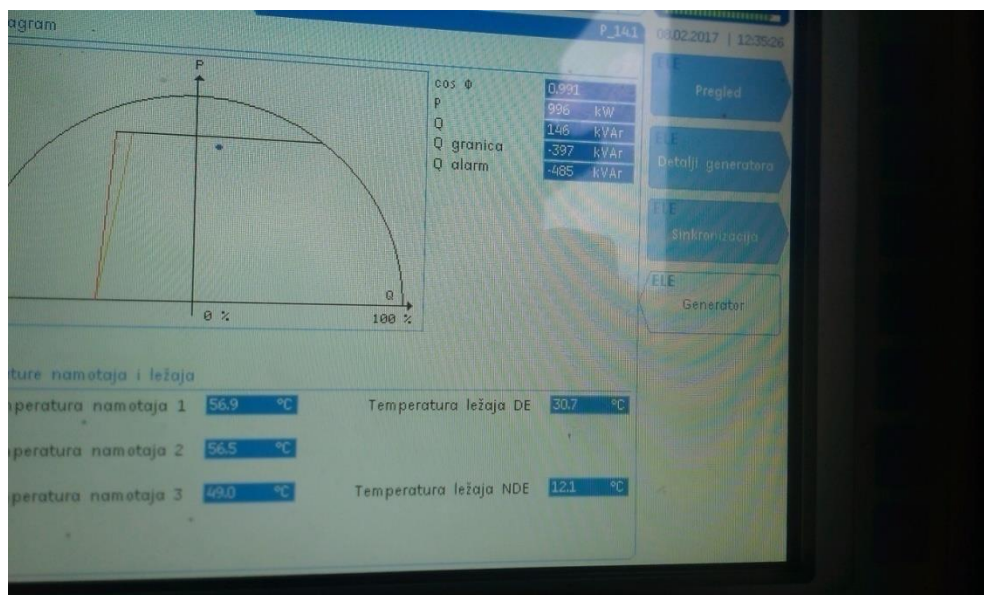 agram
P_141
08.02.2017 | 12:35:26
P
cos Φ 0.991
P 996 kW
Q 146 kVAr
Q granica -397 kVAr
Q alarm -485 kVAr
Q
0 %
100 %
ELE
Pregled
ELE
Detalji generatora
ELE
Sinkronizacija
ELE
Generator
ture namotaja i ležaja
peratura namotaja 1 56.9 °C
Temperatura ležaja DE 30.7 °C
peratura namotaja 2 56.5 °C
peratura namotaja 3 49.0 °C
Temperatura ležaja NDE 12.1 °C